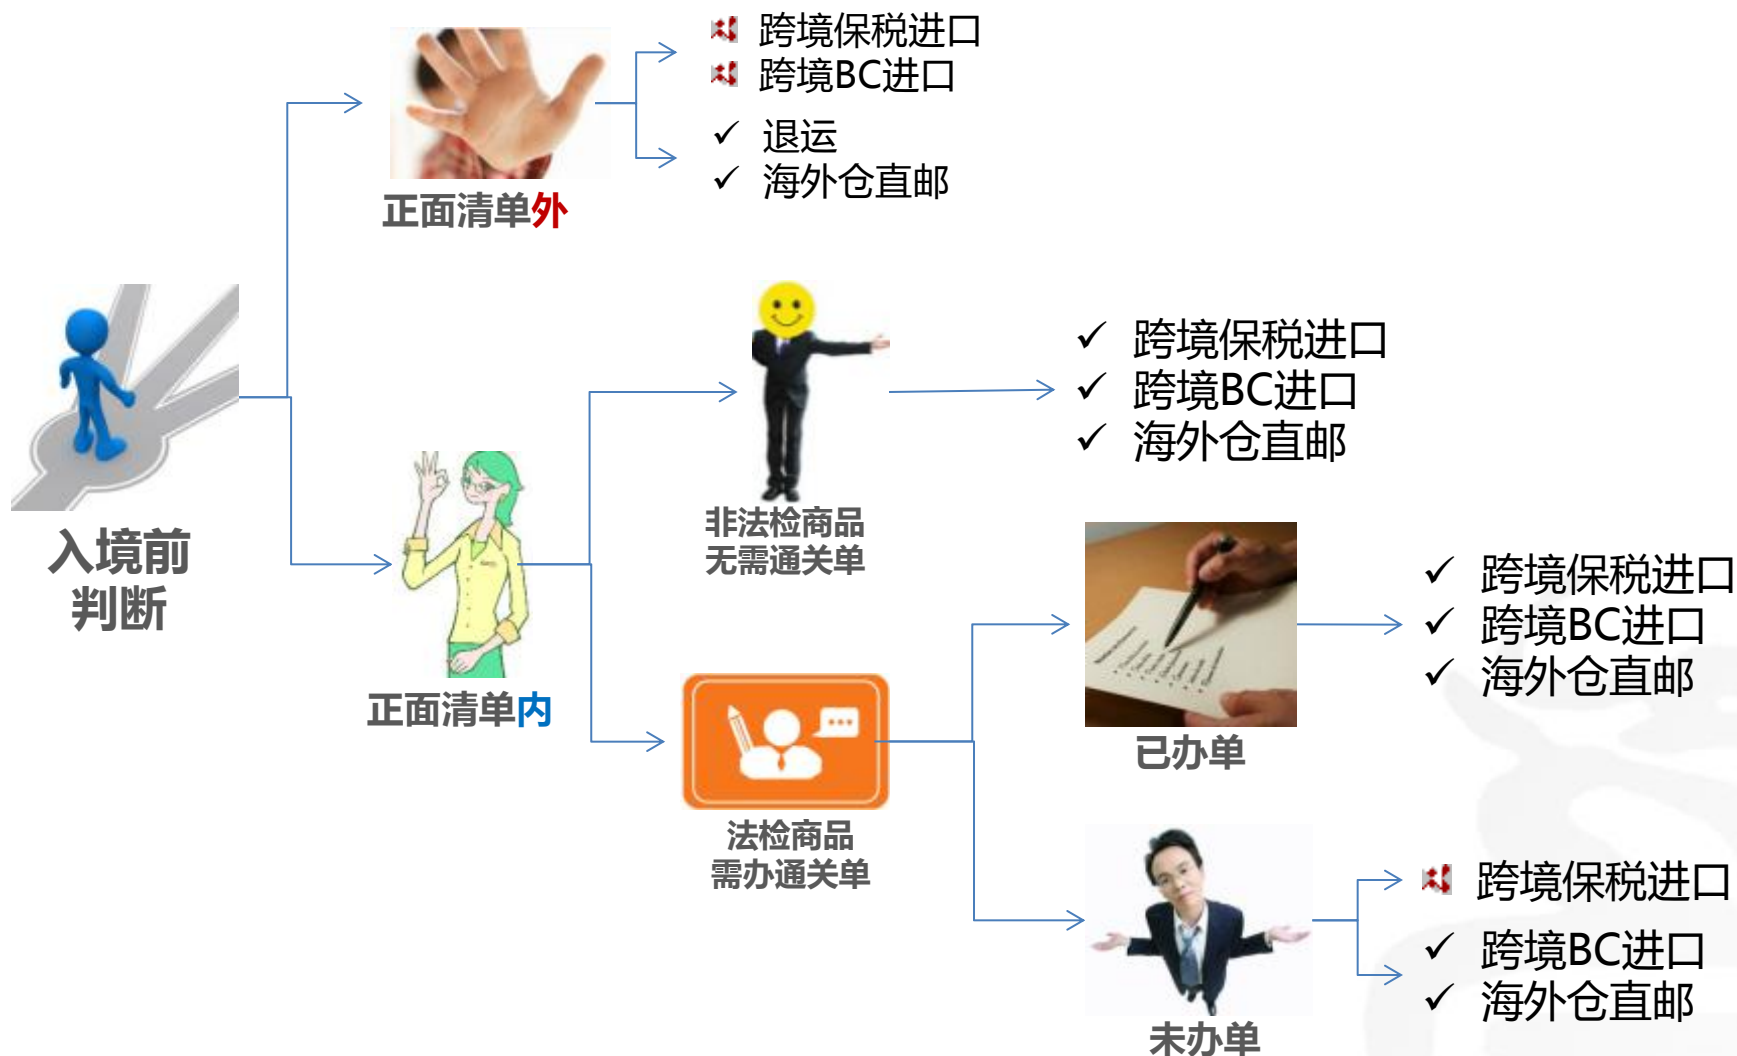 跨境保税进口
跨境BC进口
✓ 退运
✓ 海外仓直邮
正面清单外
入境前
判断
✓ 跨境保税进口
✓ 跨境BC进口
✓ 海外仓直邮
非法检商品
无需通关单
正面清单内
✓ 跨境保税进口
✓ 跨境BC进口
✓ 海外仓直邮
已办单
法检商品
需办通关单
跨境保税进口
✓ 跨境BC进口
✓ 海外仓直邮
未办单